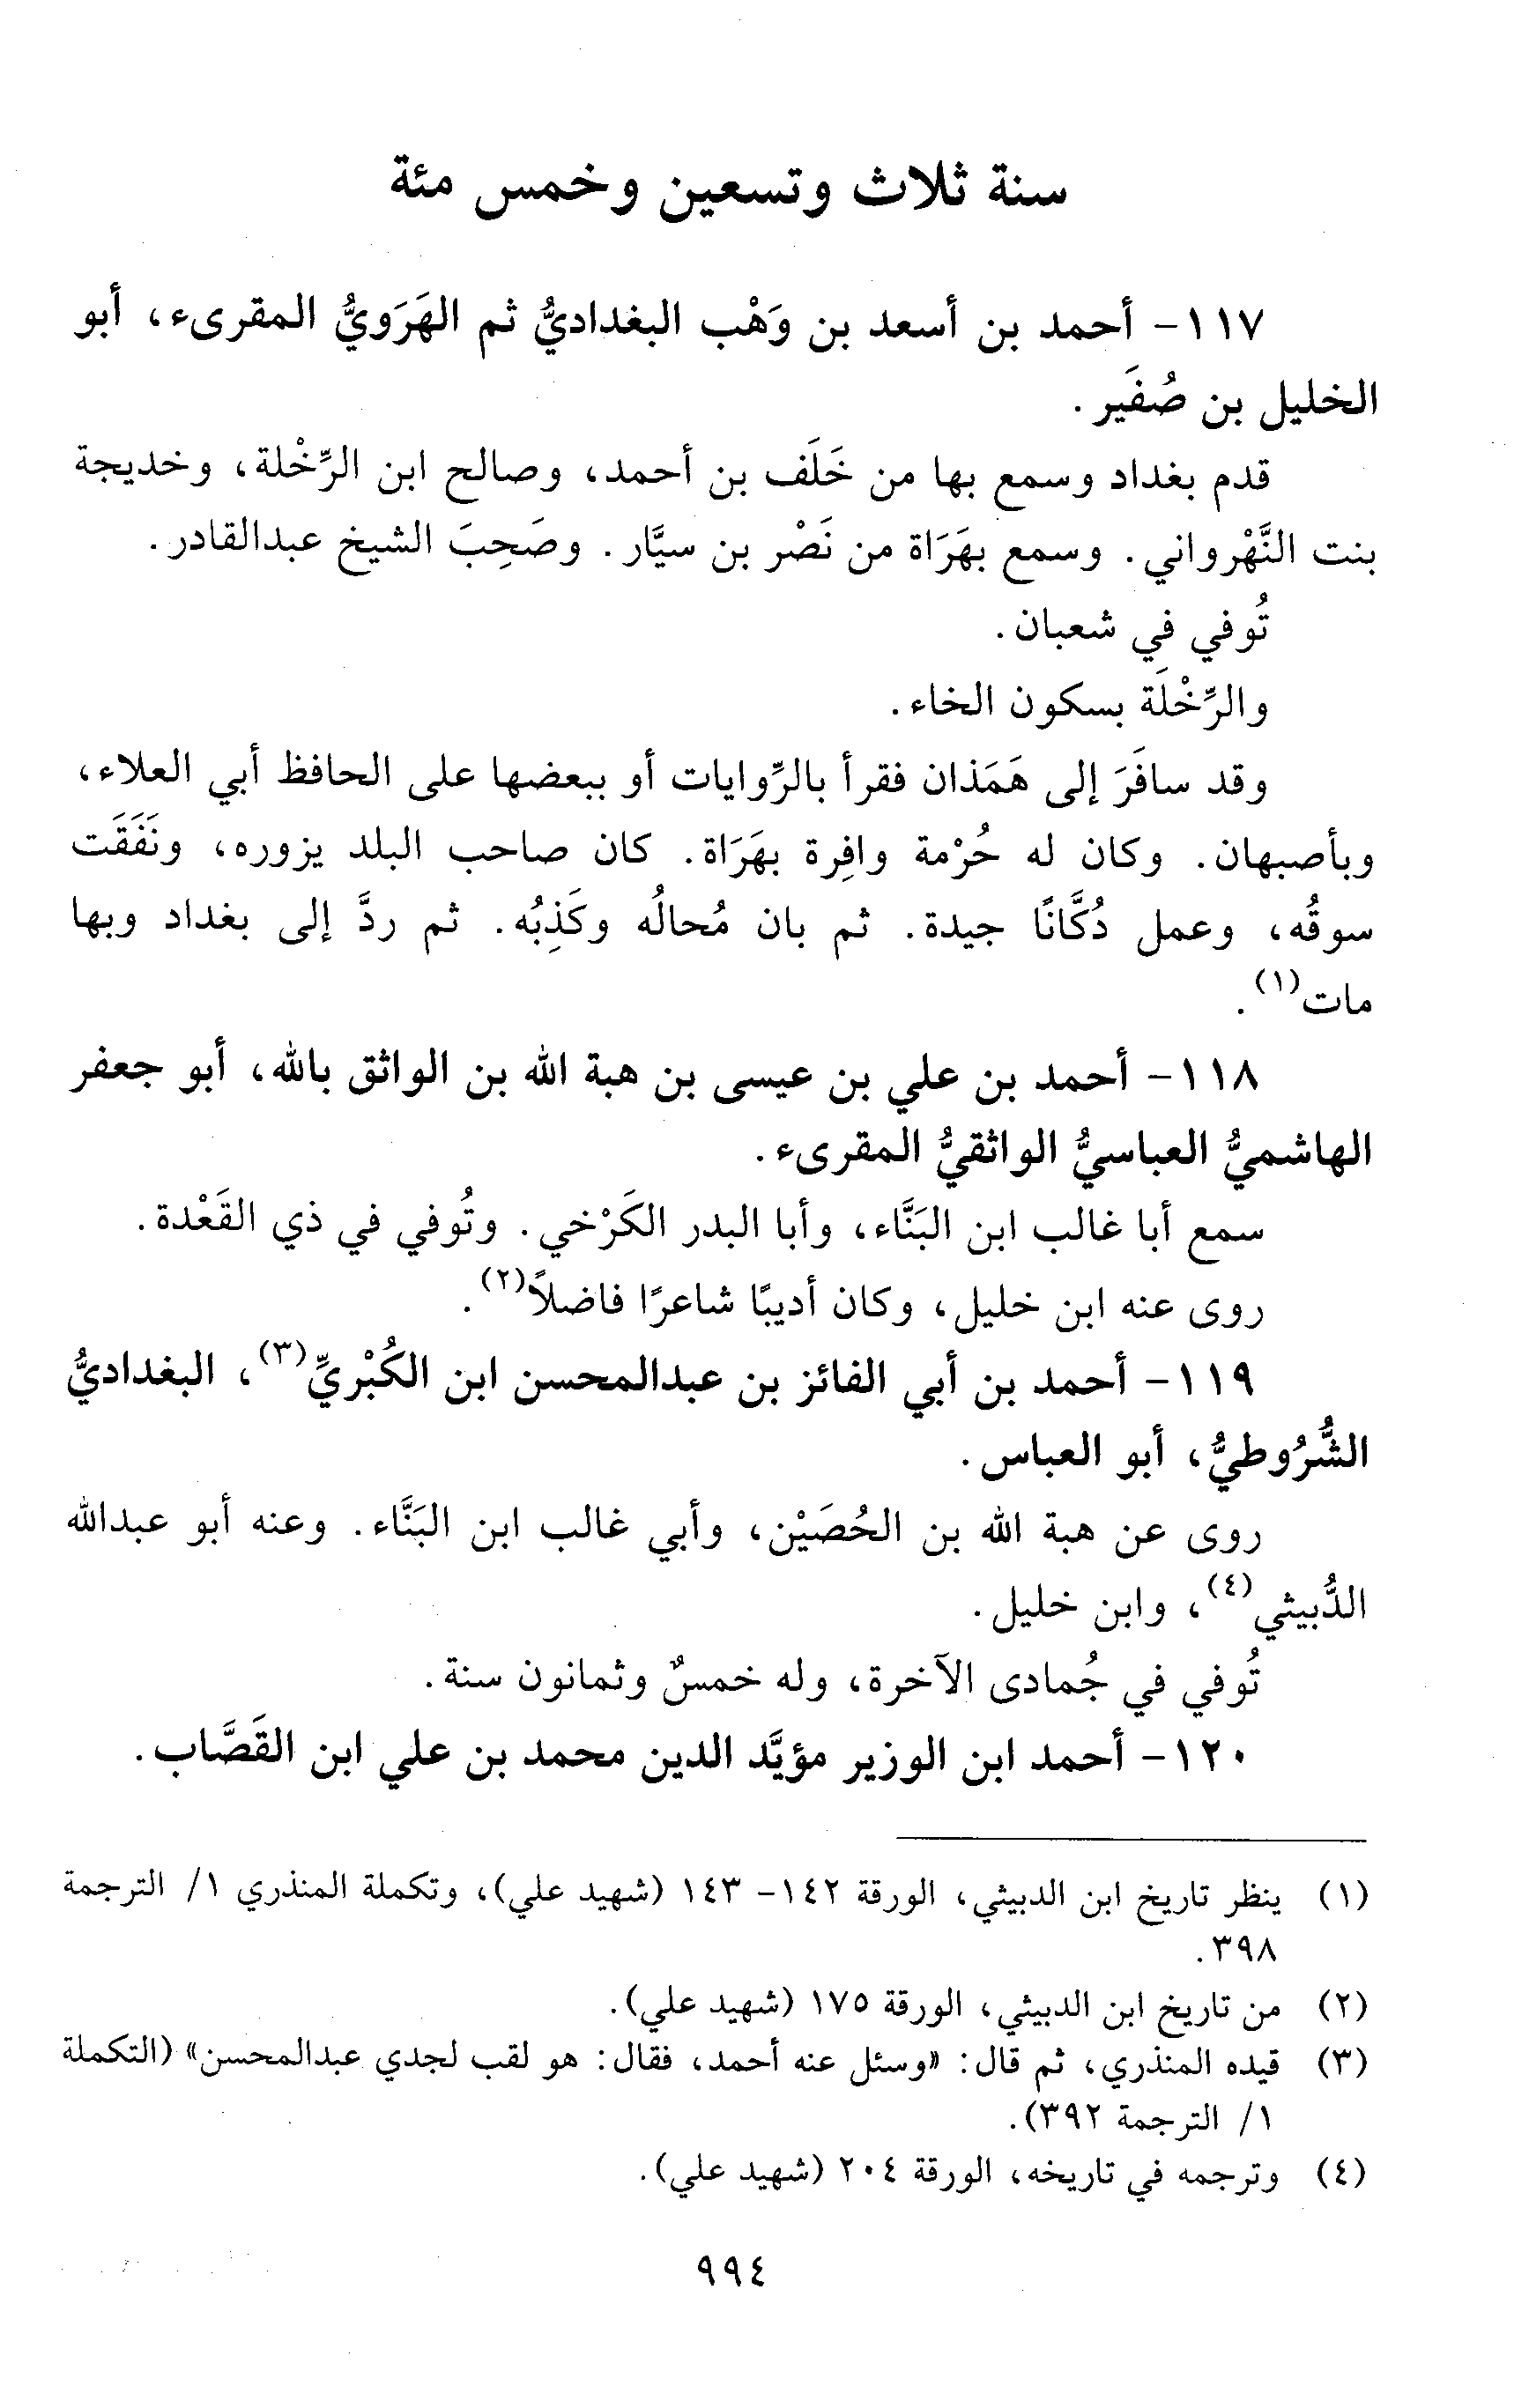 سنة ثلاث وتسعين وخمس مئة
١١٧- أحمد بن أسعد بن وَهْب البغداديُّ ثم الهَرَويُّ المقرىء، أبو
الخليل بن صُفَير.
قدم بغداد وسمع بها من خَلَف بن أحمد، وصالح ابن الرِّخْلة، وخديجة
بنت النَّهْرواني. وسمع بهَرَاة من نَصْر بن سيَّار. وصَحِبَ الشيخ عبدالقادر.
تُوفي في شعبان.
والرِّخْلَة بسكون الخاء.
وقد سافَرَ إلى هَمَذان فقرأ بالرِّوايات أو ببعضها على الحافظ أبي العلاء،
وبأصبهان. وكان له حُرْمة وافِرة بهَرَاة. كان صاحب البلد يزوره، ونَفَقَت
سوقُه، وعمل دُكَّانًا جيدة. ثم بان مُحالُه وكَذِبُه. ثم ردَّ إلى بغداد وبها
مات(١).
١١٨- أحمد بن علي بن عيسى بن هبة الله بن الواثق بالله، أبو جعفر
الهاشميُّ العباسيُّ الواثقيُّ المقرىء.
سمع أبا غالب ابن البَنَّاء، وأبا البدر الكَرْخي. وتُوفي في ذي القَعْدة.
روى عنه ابن خليل، وكان أديبًا شاعرًا فاضلاً(٢).
١١٩- أحمد بن أبي الفائز بن عبدالمحسن ابن الكُبْريِّ(٣)، البغداديُّ
الشُّرُوطيُّ، أبو العباس.
روى عن هبة الله بن الحُصَيْن، وأبي غالب ابن البَنَّاء. وعنه أبو عبدالله
الدُّبيثي(٤)، وابن خليل.
تُوفي في جُمادى الآخرة، وله خمسٌ وثمانون سنة.
١٢٠- أحمد ابن الوزير مؤيَّد الدين محمد بن علي ابن القَصَّاب.
(١) ينظر تاريخ ابن الدبيثي، الورقة ١٤٢- ١٤٣ (شهيد علي)، وتكملة المنذري ١/ الترجمة
٣٩٨.
(٢) من تاريخ ابن الدبيثي، الورقة ١٧٥ (شهيد علي).
(٣) قيده المنذري، ثم قال: «وسئل عنه أحمد، فقال: هو لقب لجدي عبدالمحسن» (التكملة
١/ الترجمة ٣٩٢).
(٤) وترجمه في تاريخه، الورقة ٢٠٤ (شهيد علي).
٩٩٤